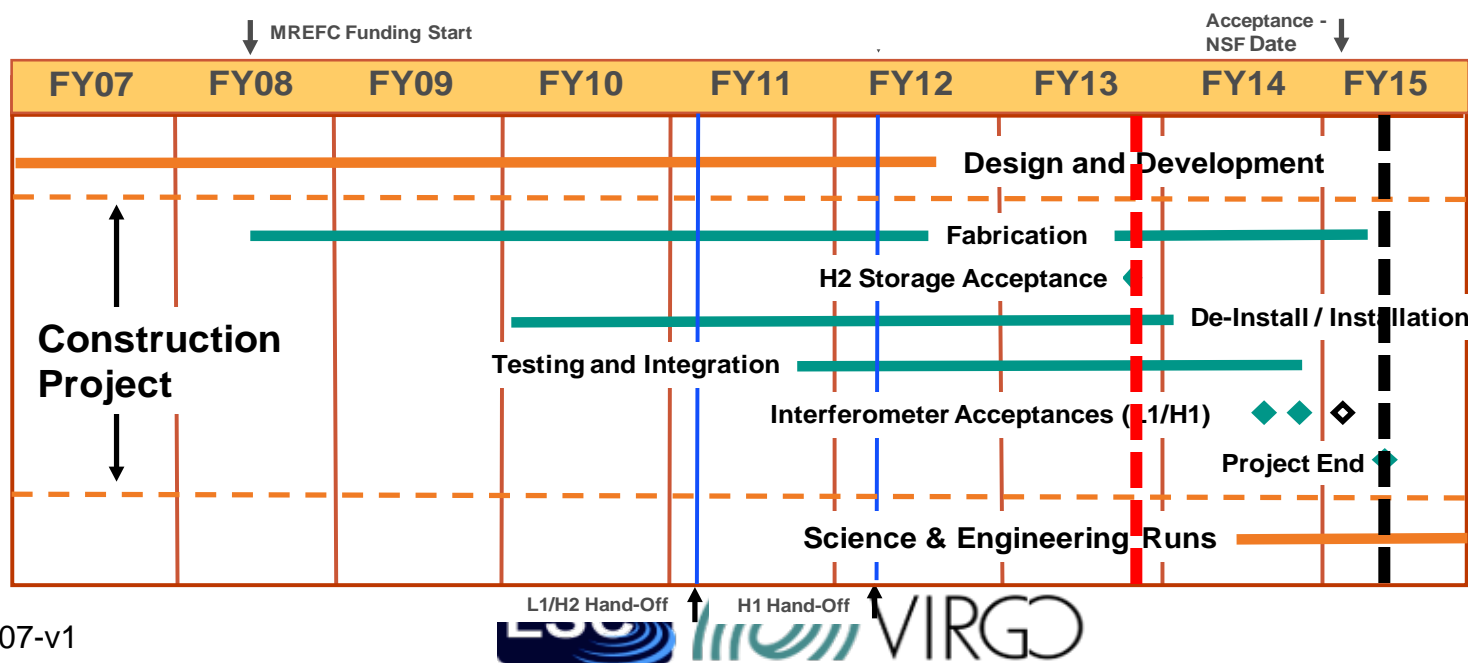 MREFC Funding Start
Acceptance -
NSF Date
FY07 FY08 FY09 FY10 FY11 FY12 FY13 FY14 FY15
Design and Development
Fabrication
H2 Storage Acceptance
De-Install / Installation
Construction
Project
Testing and Integration
Interferometer Acceptances (L1/H1)
Project End
Science & Engineering Runs
L1/H2 Hand-Off
H1 Hand-Off
VIRGO
07-v1